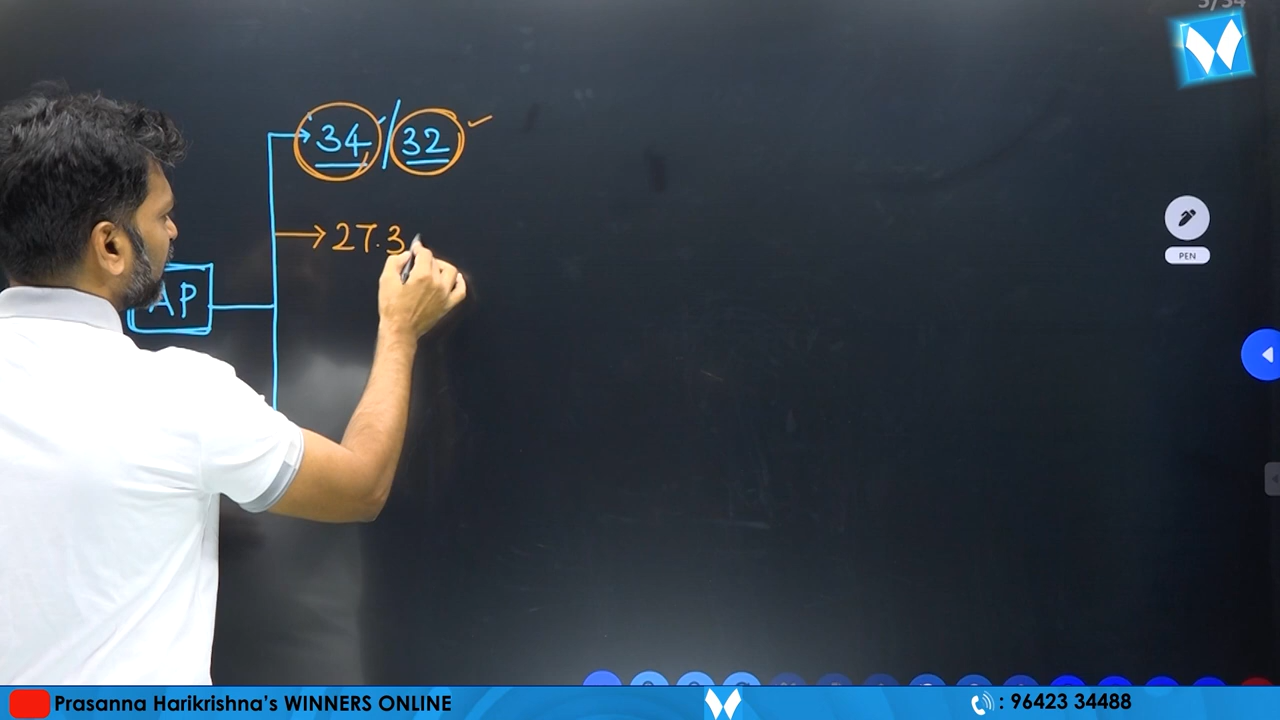 34 / 32
27.3
AP
PEN
Prasanna Harikrishna's WINNERS ONLINE
: 96423 34488